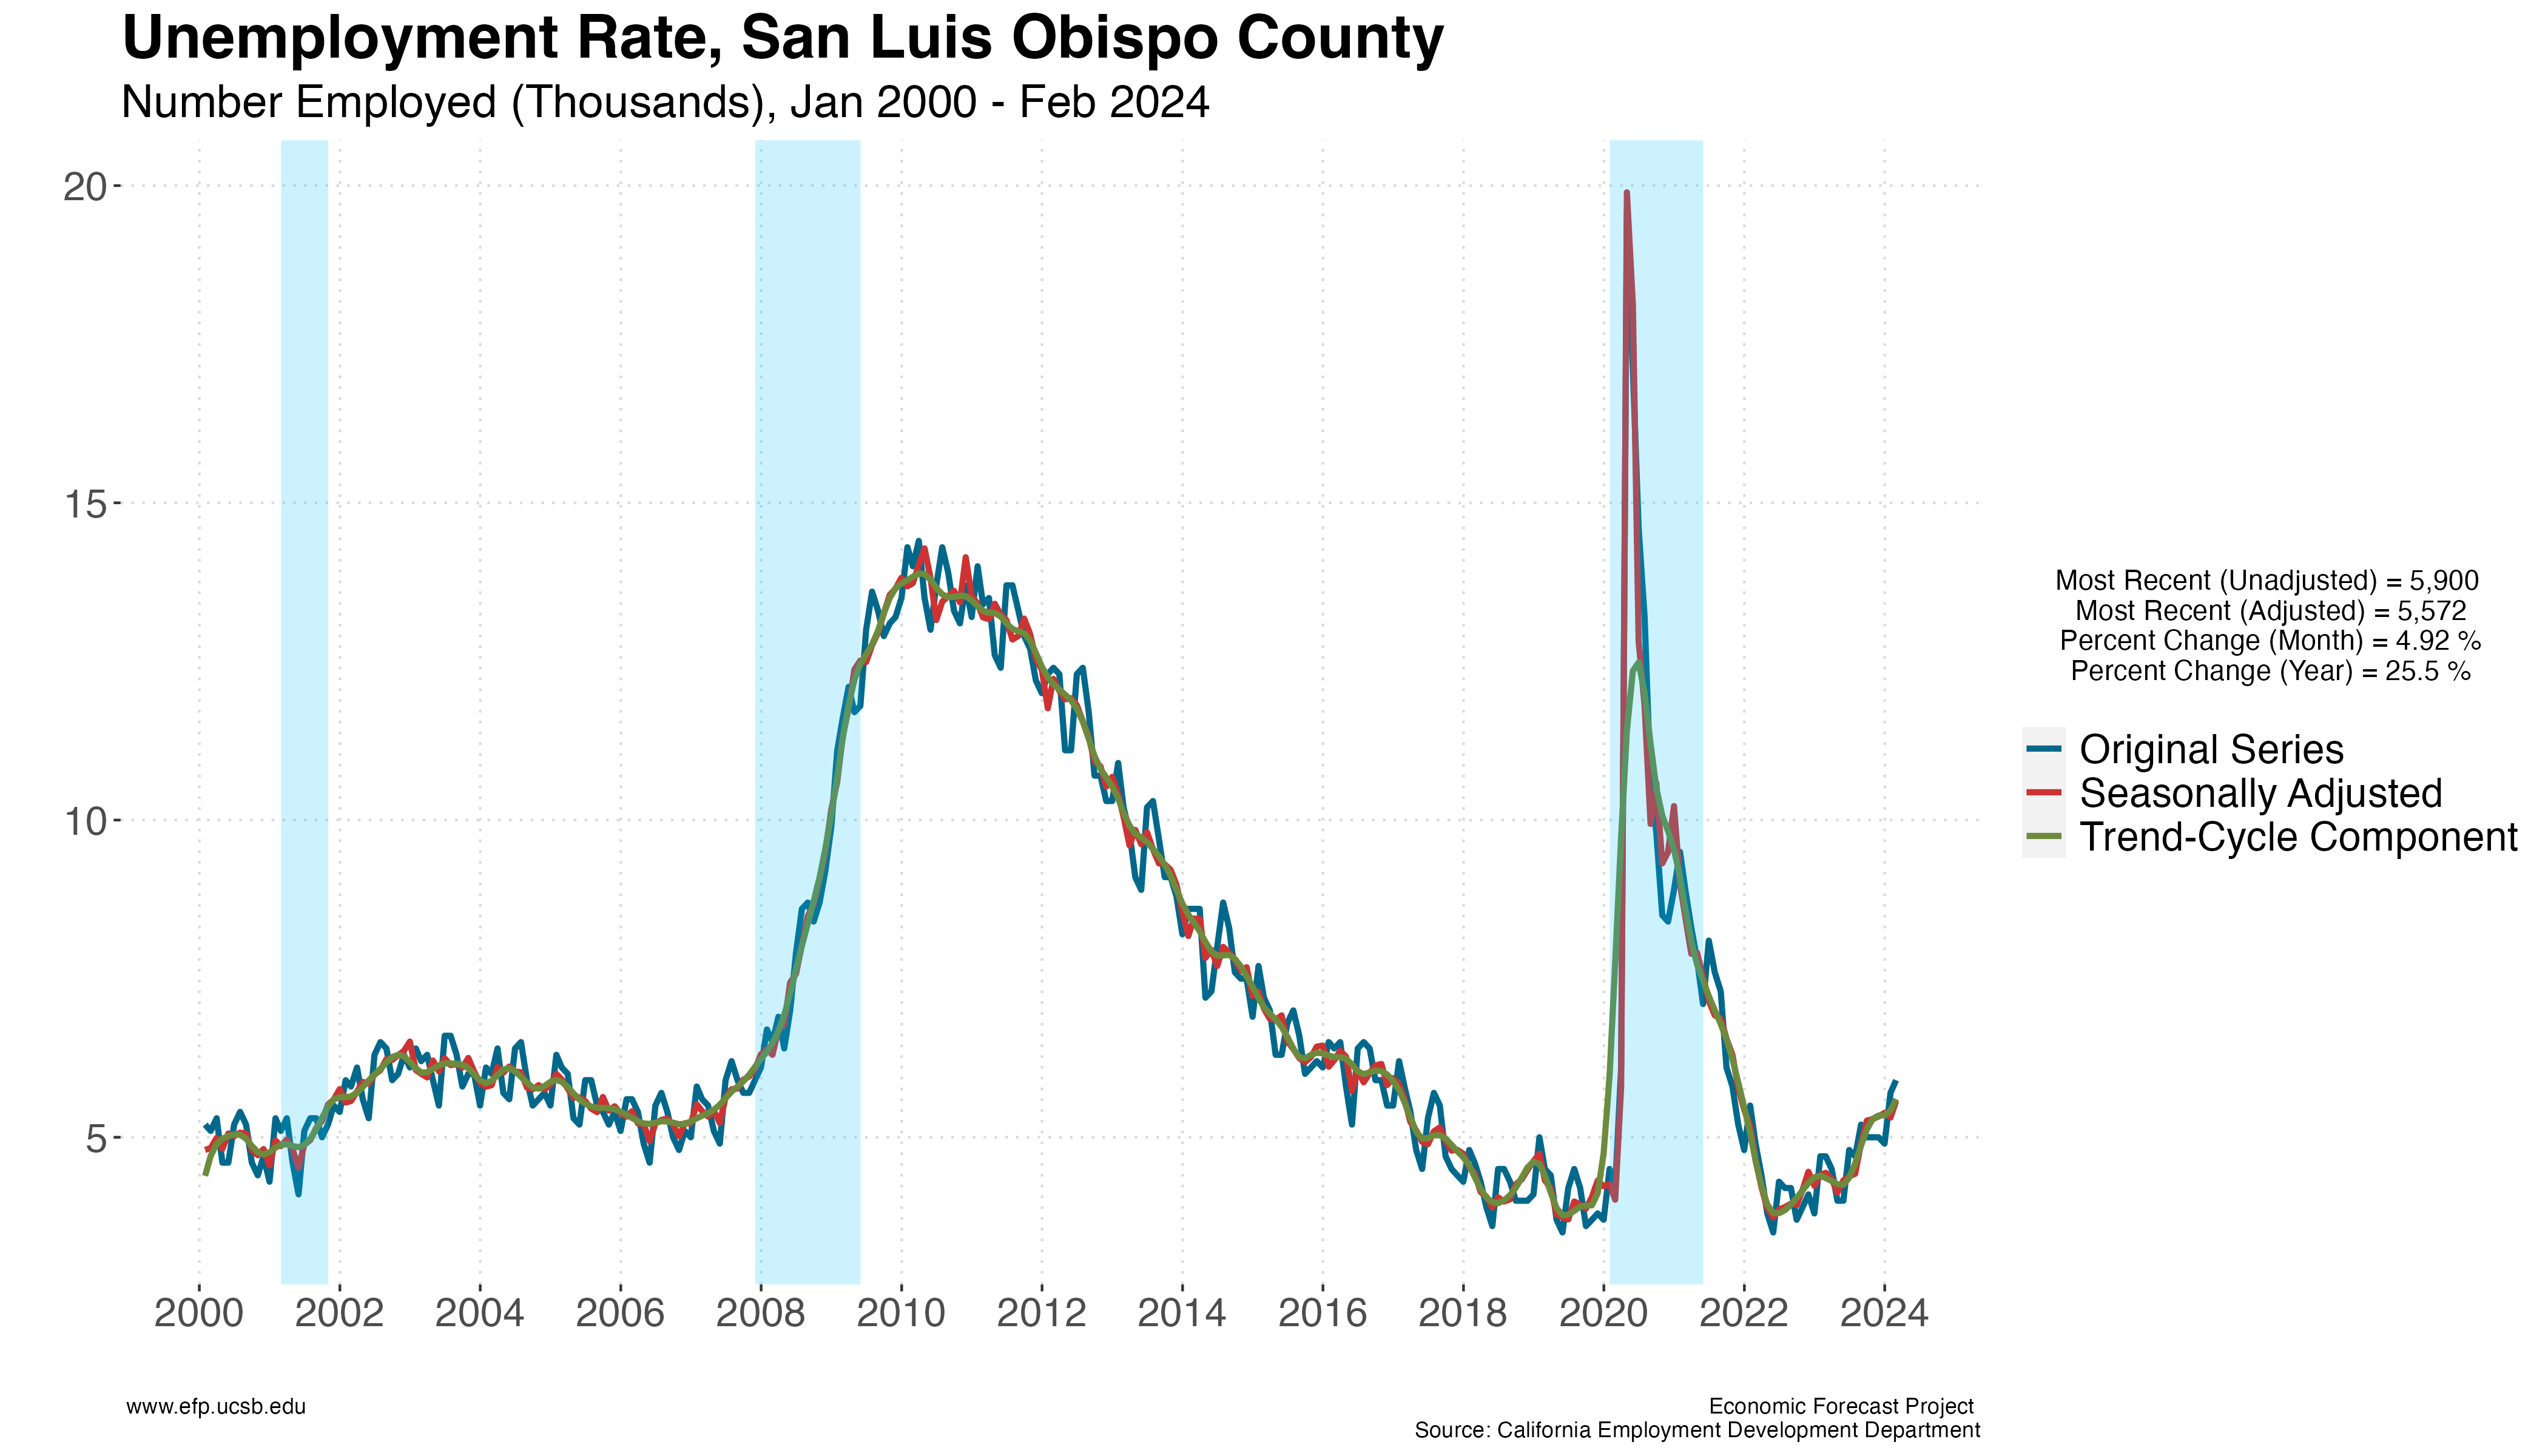 Unemployment Rate, San Luis Obispo County
Number Employed (Thousands), Jan 2000 - Feb 2024
20
15
10
5
2000 2002 2004 2006 2008 2010 2012 2014 2016 2018 2020 2022 2024
Most Recent (Unadjusted) = 5,900
Most Recent (Adjusted) = 5,572
Percent Change (Month) = 4.92 %
Percent Change (Year) = 25.5 %
Original Series
Seasonally Adjusted
Trend-Cycle Component
www.efp.ucsb.edu
Economic Forecast Project
Source: California Employment Development Department